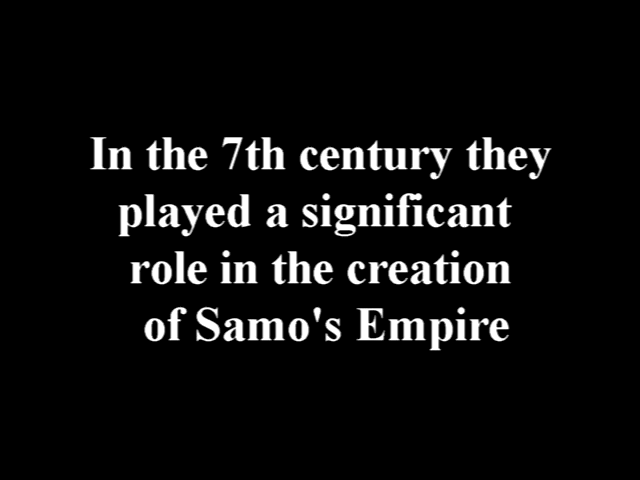 In the 7th century they
played a significant
role in the creation
of Samo's Empire